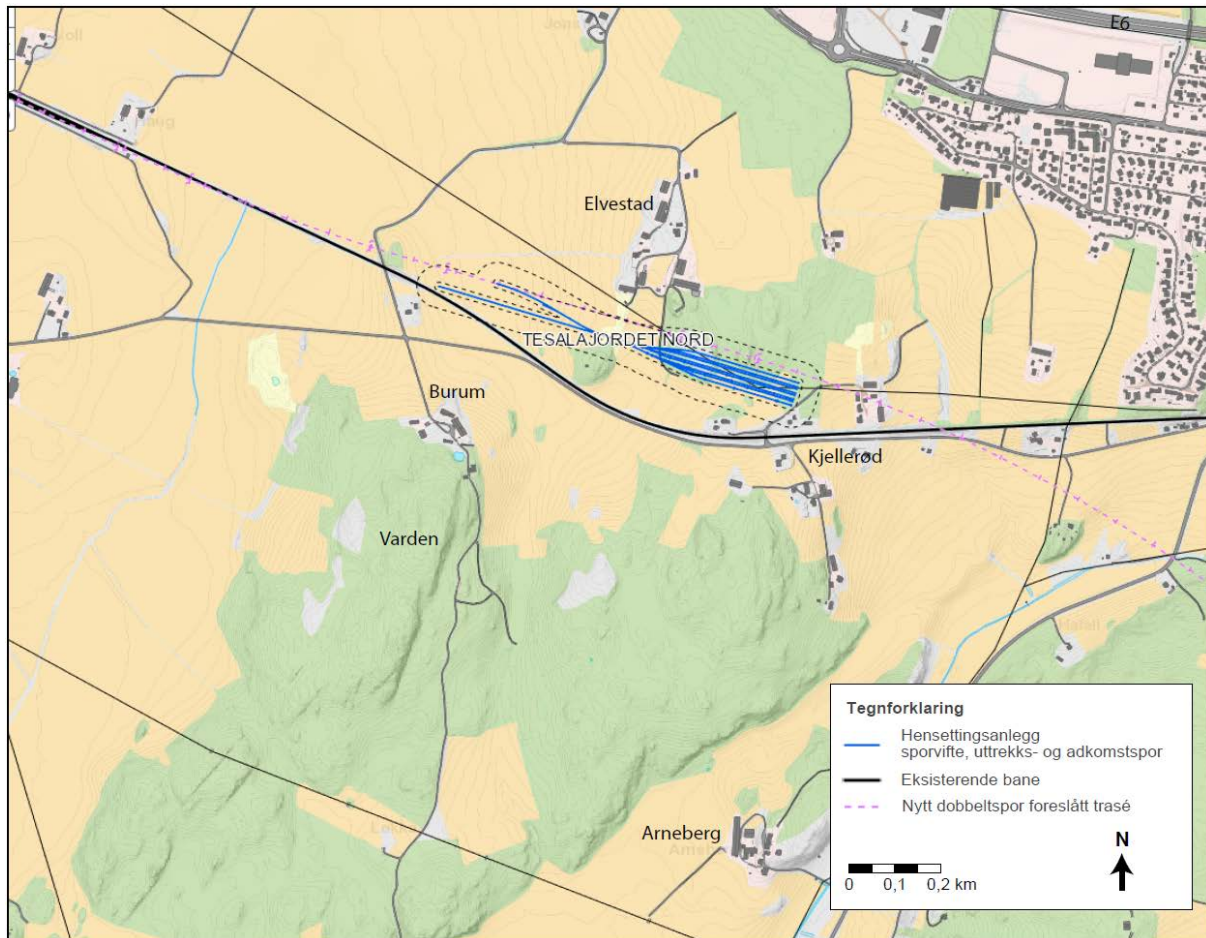 E6
Elvestad
TESALAJORDET NORD
Burum
Kjellerød
Varden
Arneberg
Tegnforklaring
Hensettingsanlegg
sporvifte, uttrekks- og adkomstspor
Eksisterende bane
Nytt dobbeltspor foreslått trasé
N
0 0,1 0,2 km